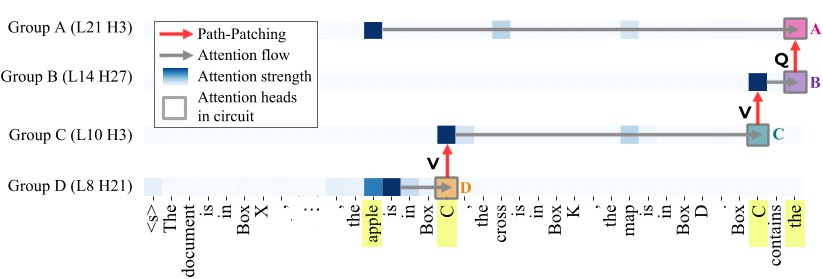 Group A (L21 H3)
A
Path-Patching
Attention flow
Attention strength
Attention heads
in circuit
Q
Group B (L14 H27)
B
V
Group C (L10 H3)
C
V
Group D (L8 H21)
D
<s> The document is in Box X , . : , the apple is in Box C , the cross is in Box K , the map is in Box D . Box C contains the